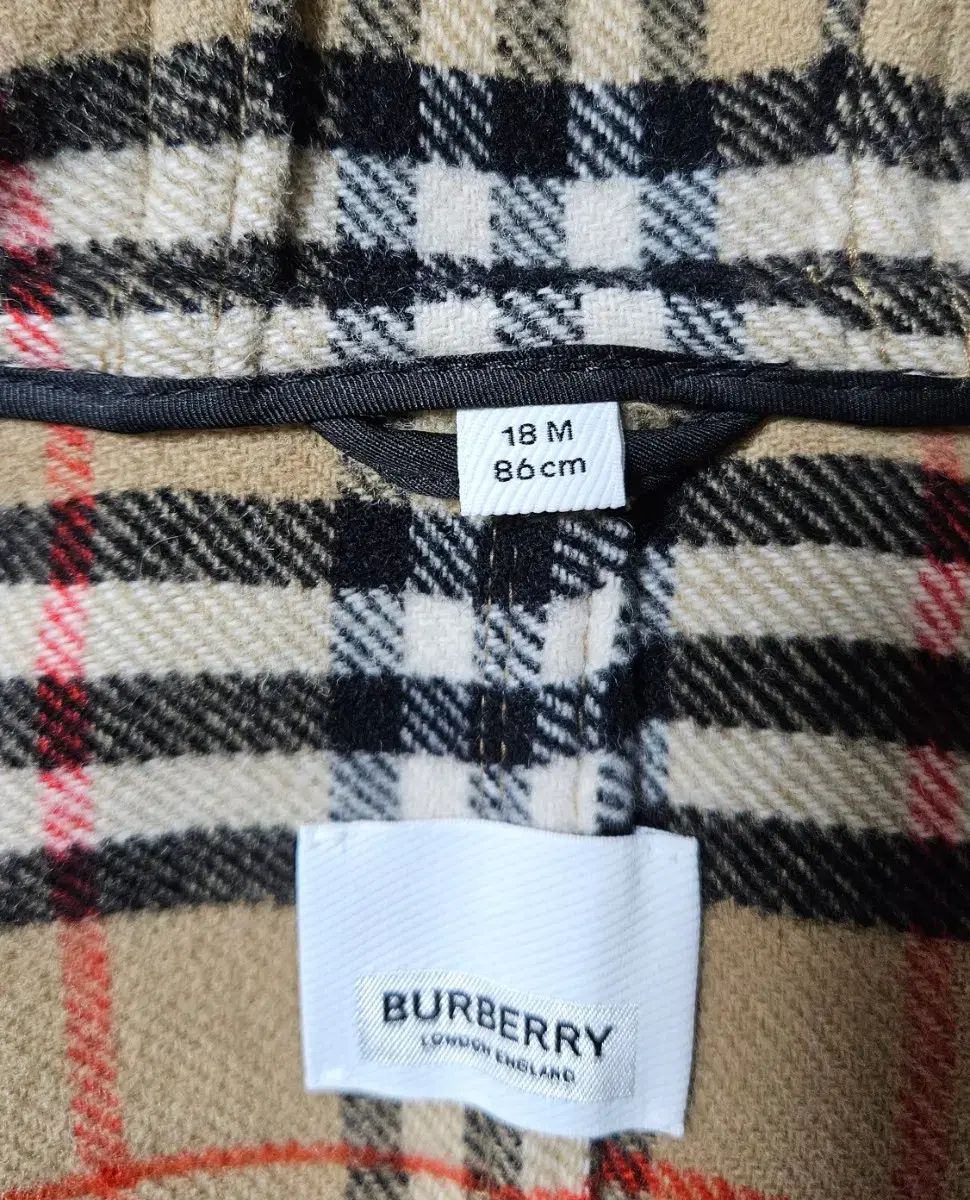 18 M
86cm
BURBERRY
LONDON ENGLAND